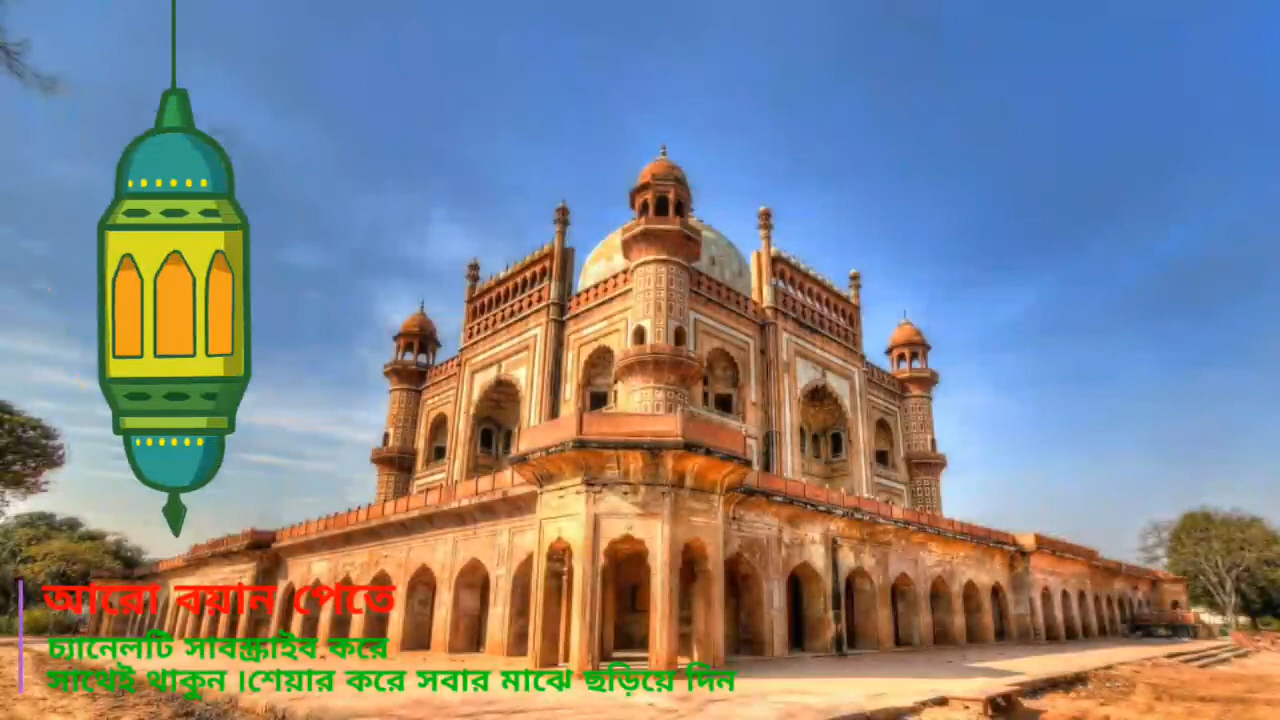 আরো বয়ান পেতে
চ্যানেলটি সাবস্ক্রাইব করে
সাথেই থাকুন ।শেয়ার করে সবার মাঝে ছড়িয়ে দিন